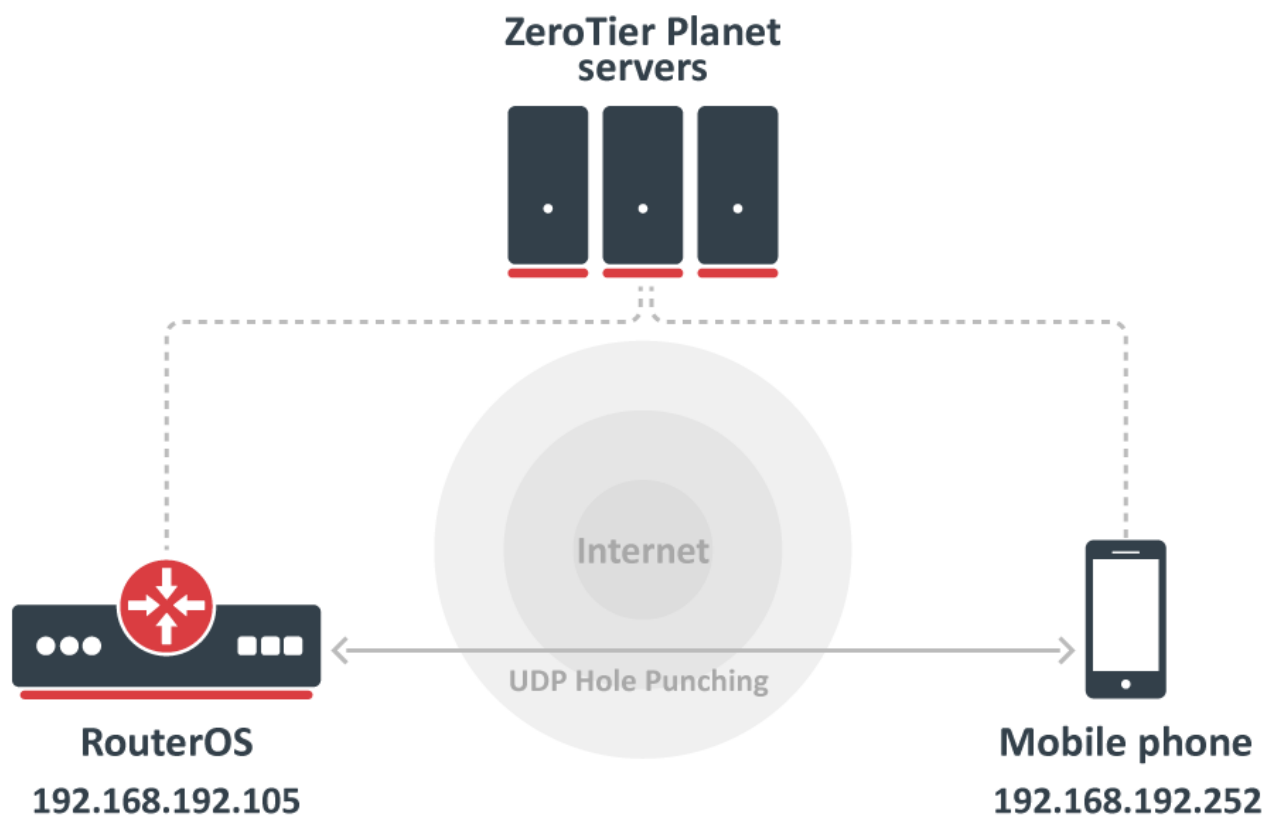 ZeroTier Planet
servers
Internet
UDP Hole Punching
RouterOS
192.168.192.105
Mobile phone
192.168.192.252